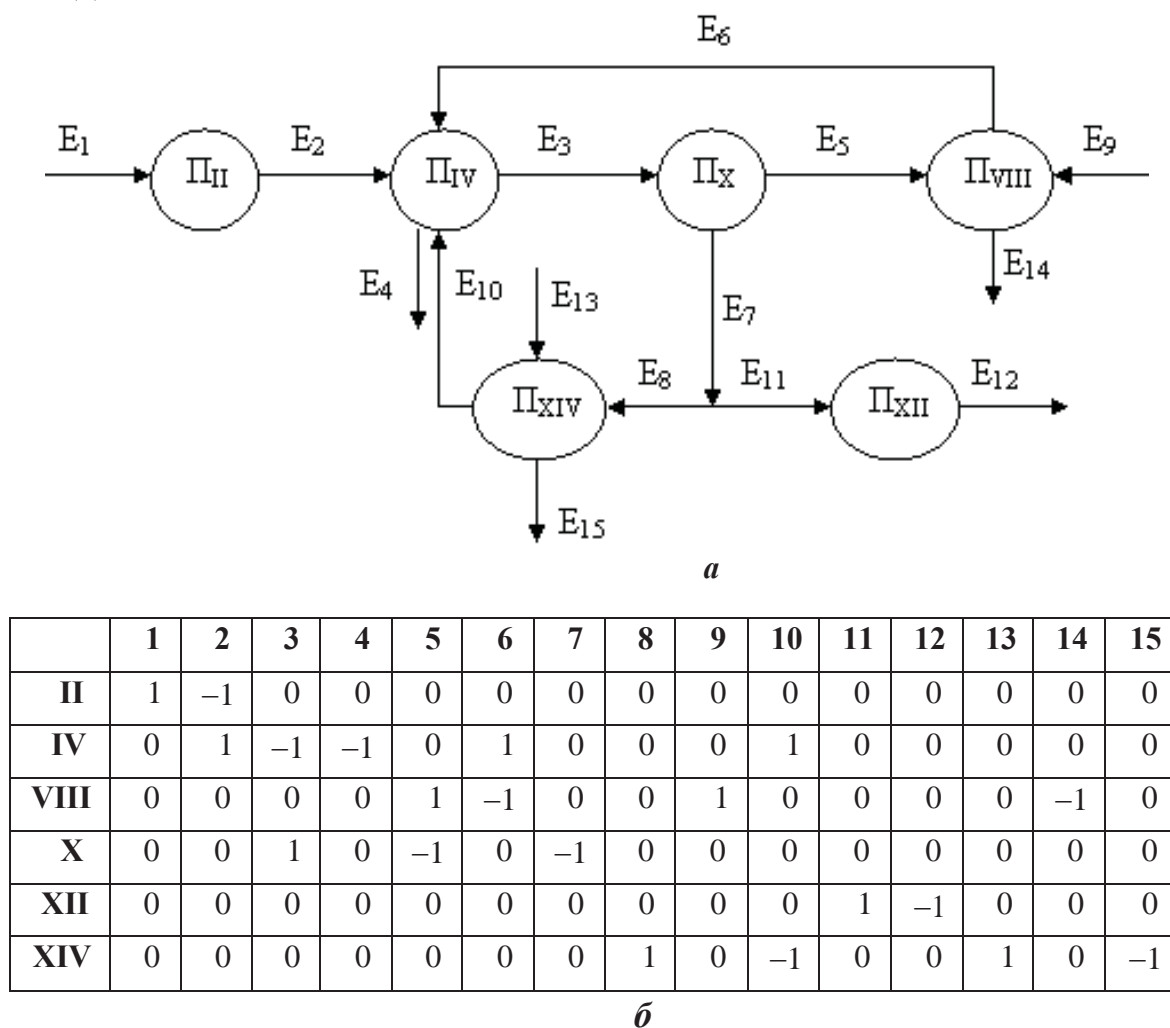 E6
E1 E2 E3 E5 E9
ПII ПIV ПX ПVIII
E4 E10 E13 E7 E14
E8 E11 E12
ПXIV ПXII
E15
а
1 2 3 4 5 6 7 8 9 10 11 12 13 14 15
II 1 –1 0 0 0 0 0 0 0 0 0 0 0 0 0
IV 0 1 –1 –1 0 1 0 0 0 1 0 0 0 0 0
VIII 0 0 0 0 1 –1 0 0 1 0 0 0 0 –1 0
X 0 0 1 0 –1 0 –1 0 0 0 0 0 0 0 0
XII 0 0 0 0 0 0 0 0 0 0 1 –1 0 0 0
XIV 0 0 0 0 0 0 0 1 0 –1 0 0 1 0 –1
б